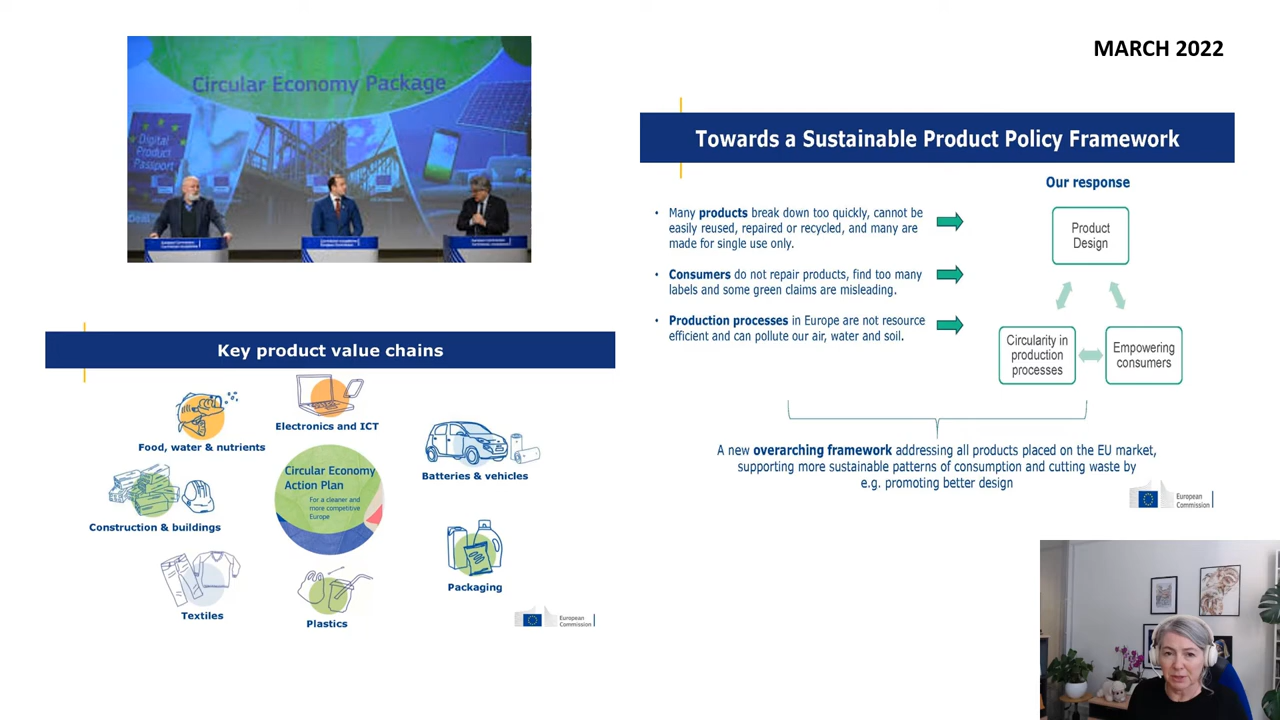 MARCH 2022
Circular Economy Package
Digital
Product
Passport
Towards a Sustainable Product Policy Framework
Our response
• Many products break down too quickly, cannot be
easily reused, repaired or recycled, and many are
made for single use only.
• Consumers do not repair products, find too many
labels and some green claims are misleading.
• Production processes in Europe are not resource
efficient and can pollute our air, water and soil.
Product
Design
Circularity in
production
processes
Empowering
consumers
A new overarching framework addressing all products placed on the EU market,
supporting more sustainable patterns of consumption and cutting waste by
e.g. promoting better design
European
Commission
Key product value chains
Electronics and ICT
Food, water & nutrients
Batteries & vehicles
Circular Economy
Action Plan
For a cleaner and
more competitive
Europe
Construction & buildings
Packaging
Textiles
Plastics
European
Commission